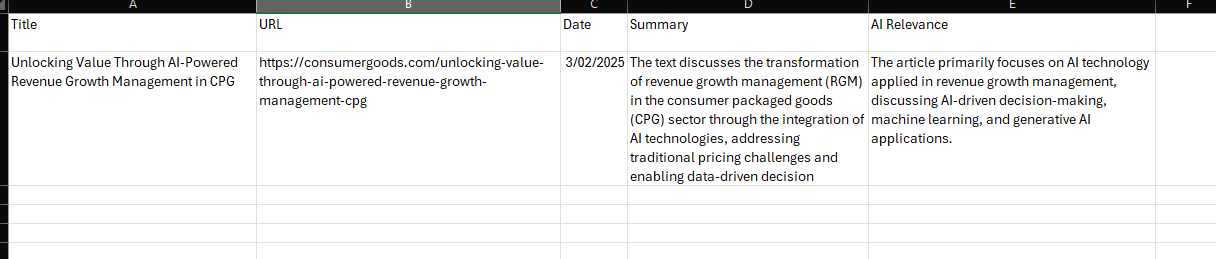 A B C D E F
Title URL Date Summary AI Relevance
Unlocking Value Through AI-Powered
Revenue Growth Management in CPG
https://consumergoods.com/unlocking-value-
through-ai-powered-revenue-growth-
management-cpg
3/02/2025
The text discusses the transformation
of revenue growth management (RGM)
in the consumer packaged goods
(CPG) sector through the integration of
AI technologies, addressing
traditional pricing challenges and
enabling data-driven decision
The article primarily focuses on AI technology
applied in revenue growth management,
discussing AI-driven decision-making,
machine learning, and generative AI
applications.